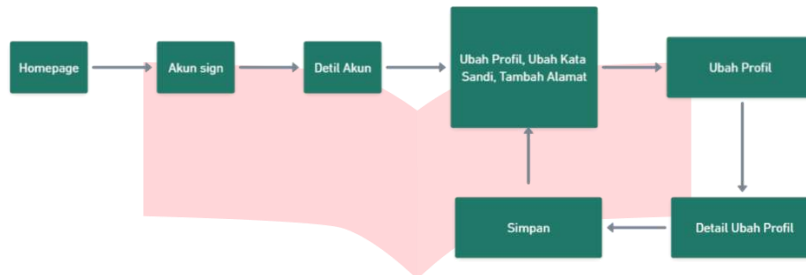 Homepage
Akun sign
Detil Akun
Ubah Profil, Ubah Kata
Sandi, Tambah Alamat
Ubah Profil
Simpan
Detail Ubah Profil